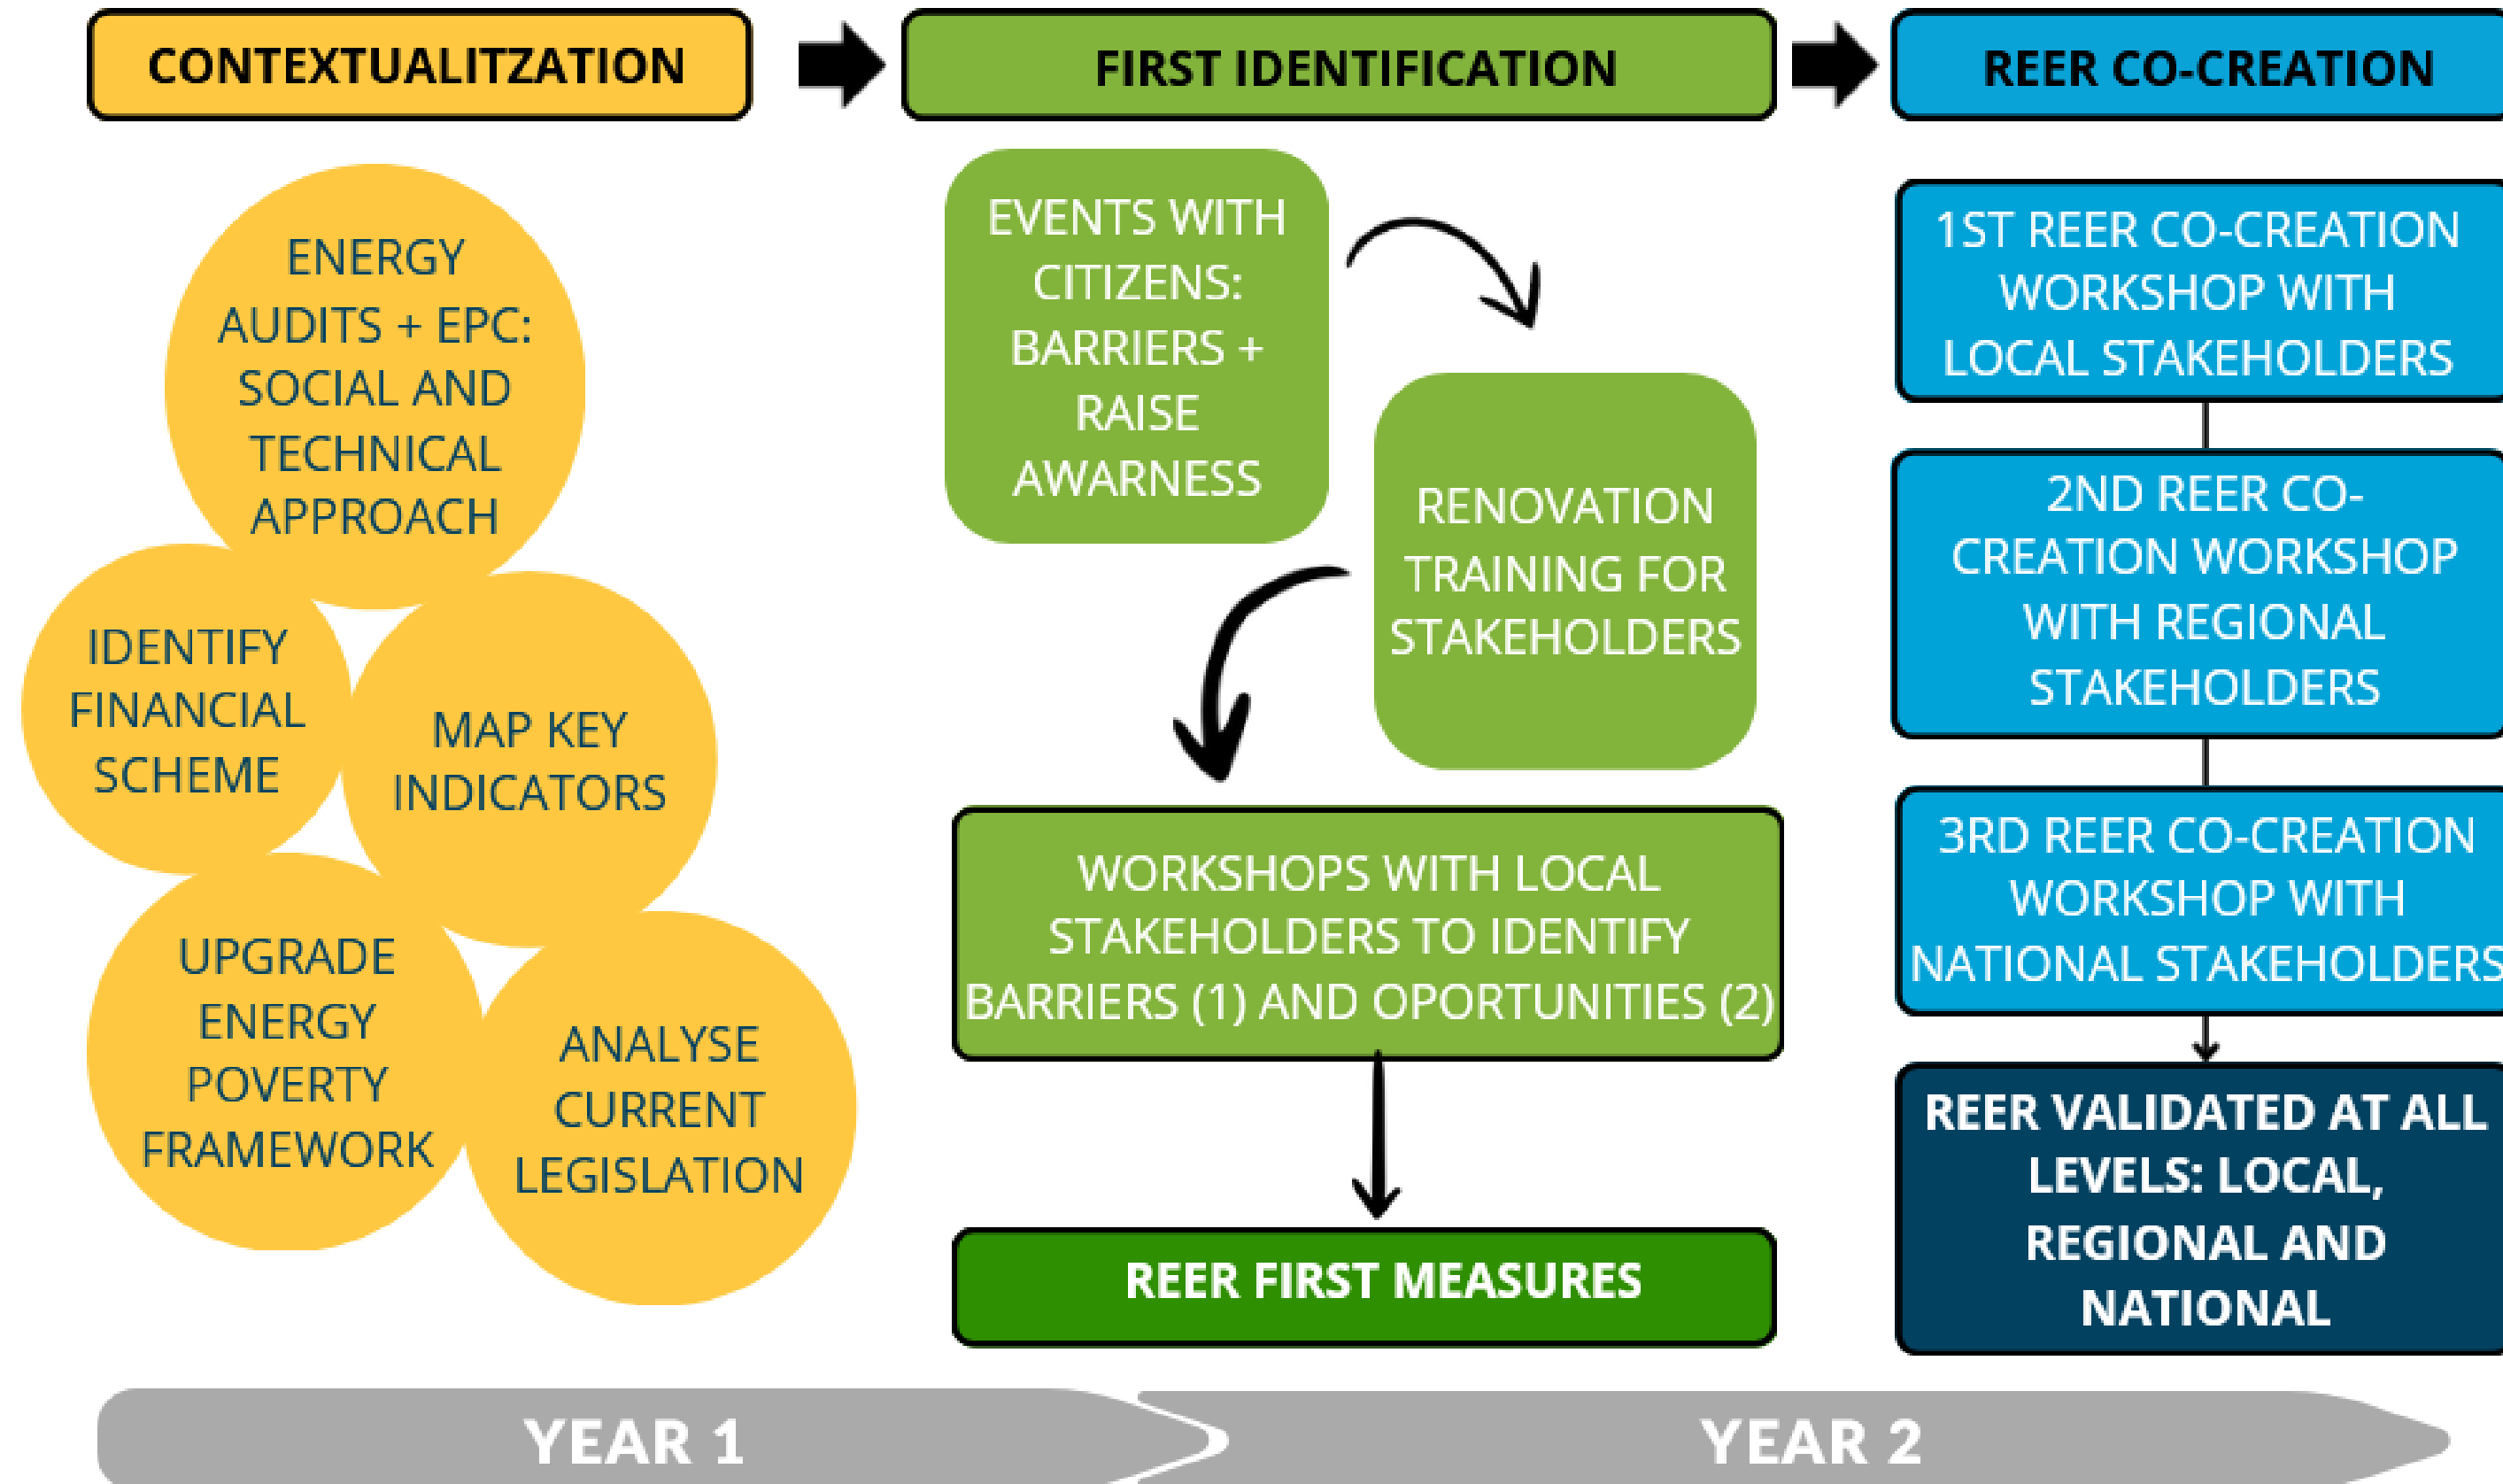 CONTEXTUALITZATION
ENERGY
AUDITS + EPC:
SOCIAL AND
TECHNICAL
APPROACH
IDENTIFY
FINANCIAL
SCHEME
MAP KEY
INDICATORS
UPGRADE
ENERGY
POVERTY
FRAMEWORK
ANALYSE
CURRENT
LEGISLATION
FIRST IDENTIFICATION
EVENTS WITH
CITIZENS:
BARRIERS +
RAISE
AWARNESS
RENOVATION
TRAINING FOR
STAKEHOLDERS
WORKSHOPS WITH LOCAL
STAKEHOLDERS TO IDENTIFY
BARRIERS (1) AND OPORTUNITIES (2)
REER FIRST MEASURES
REER CO-CREATION
1ST REER CO-CREATION
WORKSHOP WITH
LOCAL STAKEHOLDERS
2ND REER CO-
CREATION WORKSHOP
WITH REGIONAL
STAKEHOLDERS
3RD REER CO-CREATION
WORKSHOP WITH
NATIONAL STAKEHOLDERS
REER VALIDATED AT ALL
LEVELS: LOCAL,
REGIONAL AND
NATIONAL
YEAR 1
YEAR 2